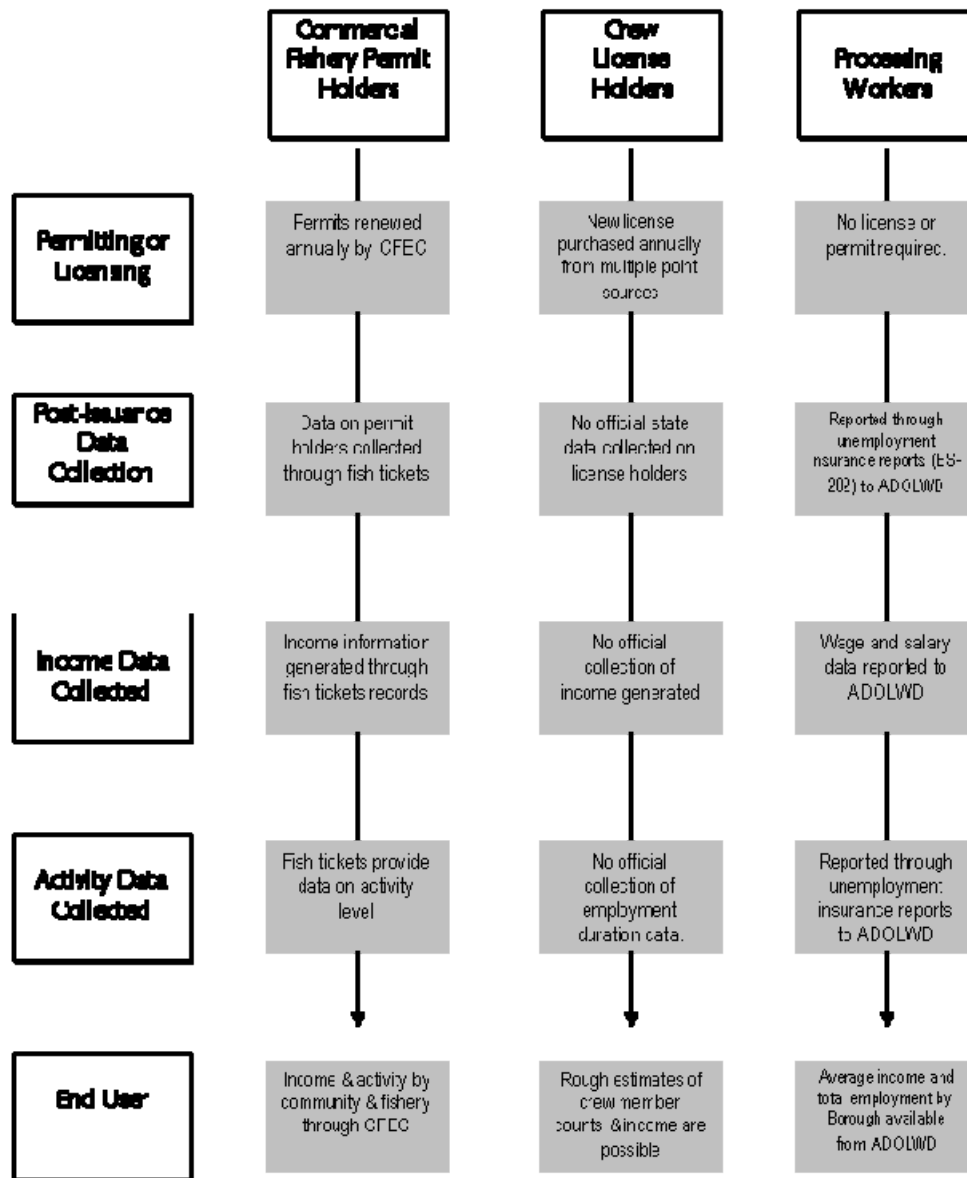 Commercial
Fishery Permit
Holders
Crew
License
Holders
Processing
Workers
Permitting or
Licensing
Fermits renewed
annually by CFEC
New license
purchased annually
from multiple point
sources
No license or
permit required.
Post-Issuance
Data
Collection
Data on permit
holders collected
through fish tickets
No official state
data collected on
license holders
Reported through
unemployment
nsurance reports (ES-
202) to ADOLWD
Income Data
Collected
Income information
generated through
fish tickets records
No official
collection of
income generated
Wage and salary
data reported to
ADOLWD
Activity Data
Collected
Fish tickets provide
data on activity
level
No official
collection of
employment
duration data.
Reported through
unemployment
insurance reports
to ADOLWD
End User
Income & activity by
community & fishery
through CFEC
Rough estimates of
crew member
counts & income are
possible
Average income and
total employment by
Borough available
from ADOLWD